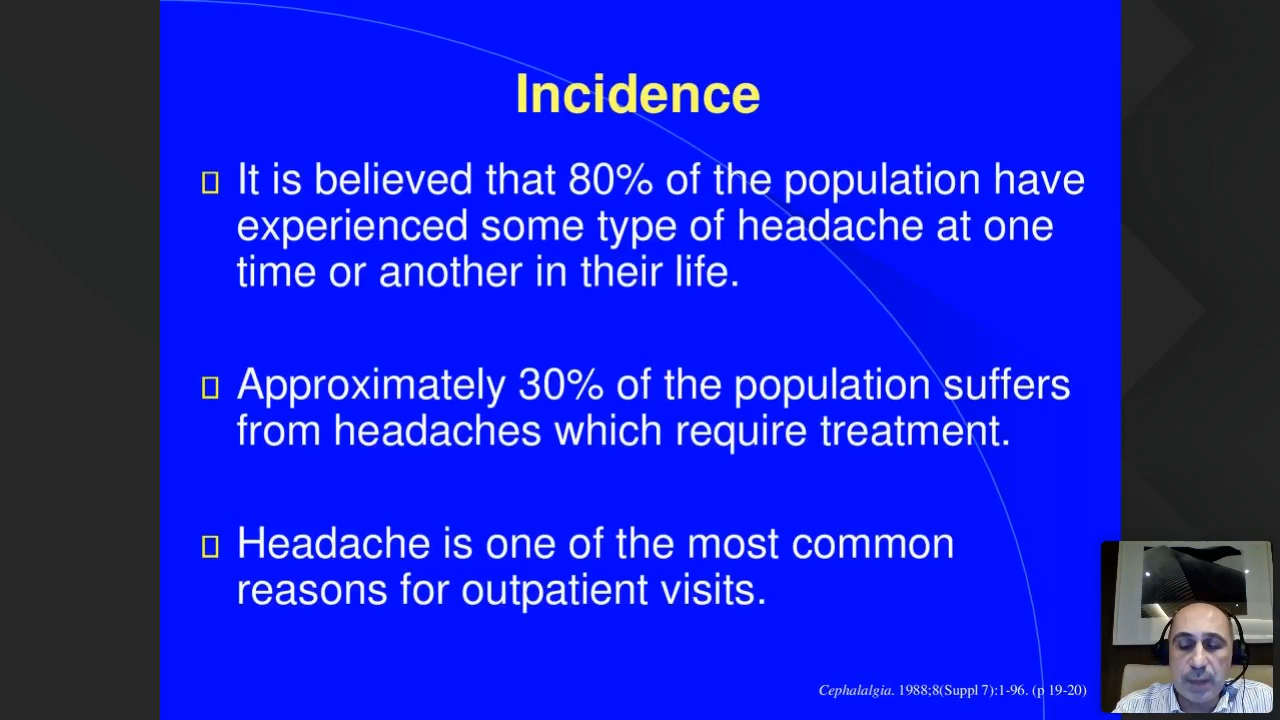 Incidence
It is believed that 80% of the population have
experienced some type of headache at one
time or another in their life.
Approximately 30% of the population suffers
from headaches which require treatment.
Headache is one of the most common
reasons for outpatient visits.
Cephalalgia. 1988;8(Suppl 7):1-96. (p 19-20)